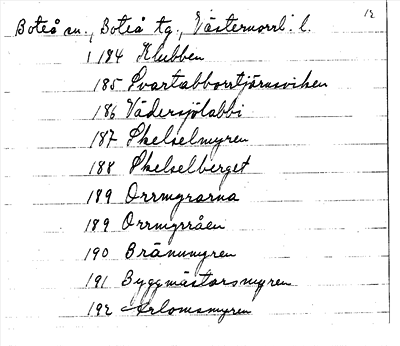 12
Boteå sn., Boteå tg., Västernorrl. l.
184 Klubben
185 Svartabborrtjärnsviken
186 Vädersjölabbi
187 Skelselmyren
188 Skelselberget
189 Orrmyrarna
189 Orrmyrråen
190 Brännmyren
191 Byggmästarsmyren
192 Arlomsmyren